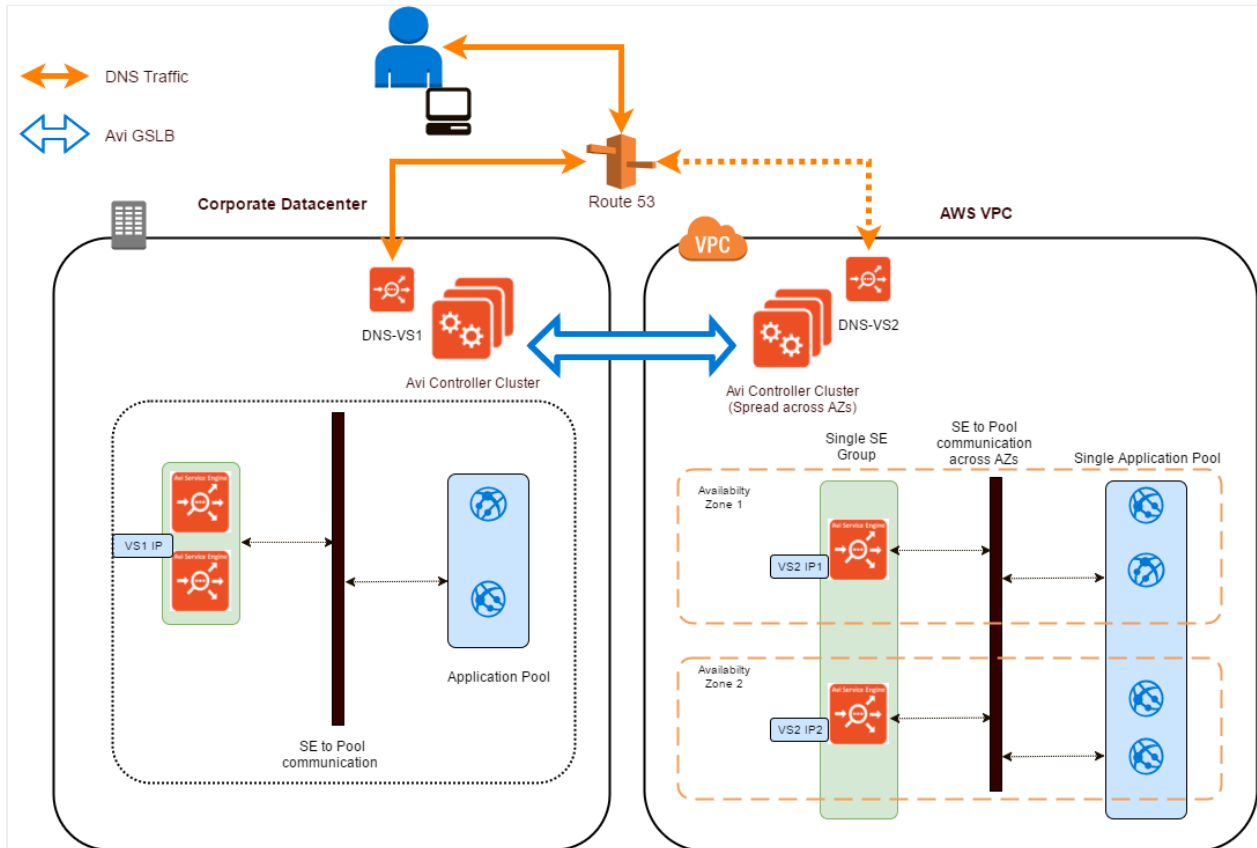 DNS Traffic
Avi GSLB
Route 53
Corporate Datacenter
AWS VPC
VPC
DNS-VS1
DNS-VS2
Avi Controller Cluster
Avi Controller Cluster
(Spread across AZs)
Avi Service Engine
VS1 IP
Avi Service Engine
Application Pool
SE to Pool
communication
Single SE
Group
SE to Pool
communication
across AZs
Single Application Pool
Availabilty
Zone 1
Avi Service Engine
VS2 IP1
Availabilty
Zone 2
Avi Service Engine
VS2 IP2